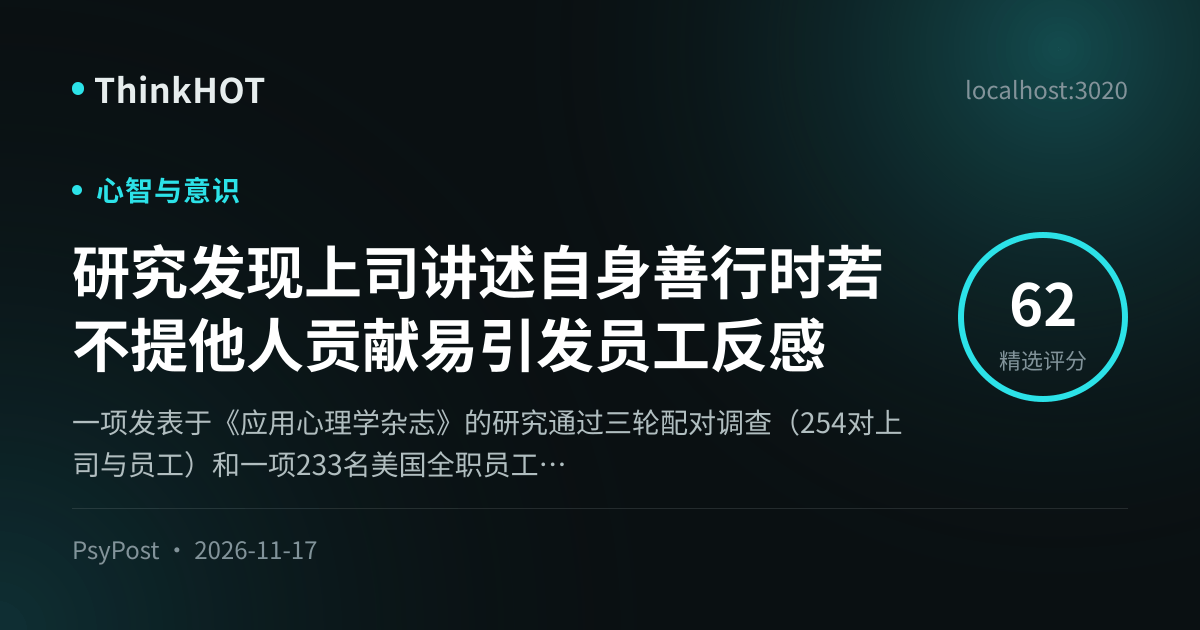 ThinkHOT
localhost:3020
心智与意识
研究发现上司讲述自身善行时若
不提他人贡献易引发员工反感
62
精选评分
一项发表于《应用心理学杂志》的研究通过三轮配对调查（254对上
司与员工）和一项233名美国全职员工…
PsyPost · 2026-11-17